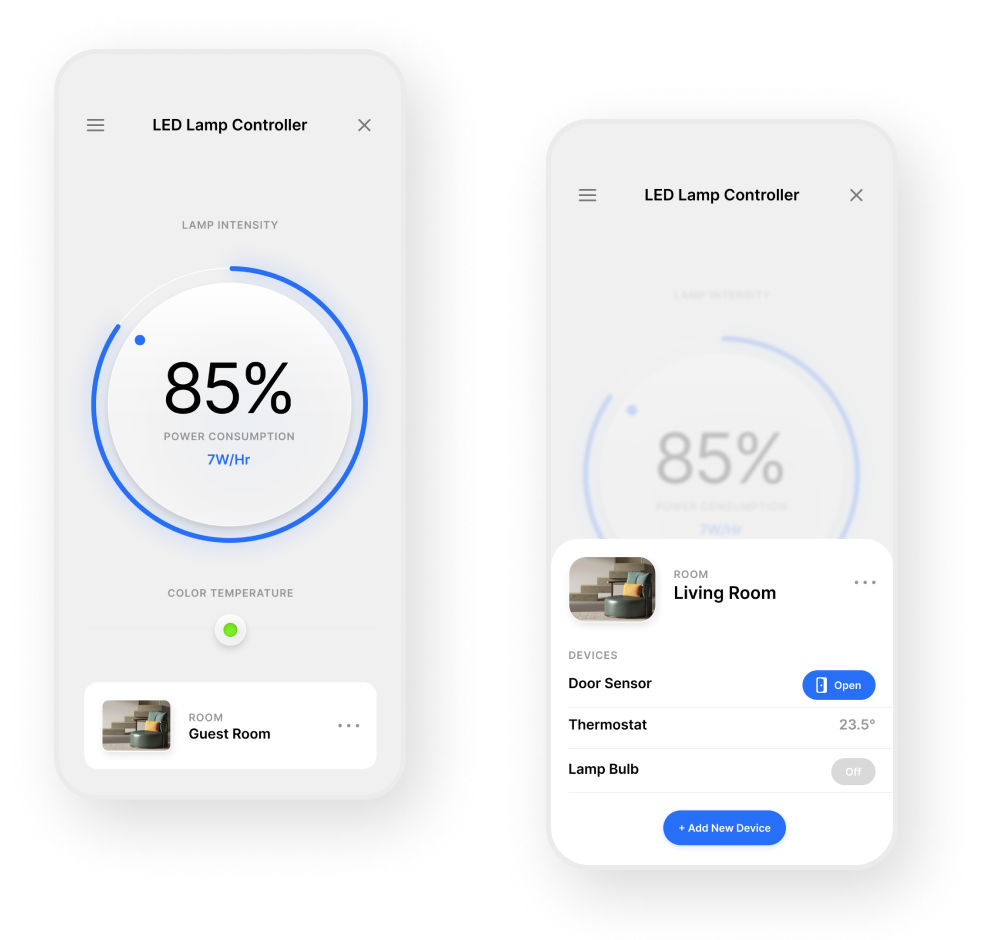 LED Lamp Controller
LAMP INTENSITY
85%
POWER CONSUMPTION
7W/Hr
COLOR TEMPERATURE
ROOM
Guest Room
LED Lamp Controller
LAMP INTENSITY
85%
POWER CONSUMPTION
7W/Hr
ROOM
Living Room
DEVICES
Door Sensor
Open
Thermostat
23.5°
Lamp Bulb
Off
+ Add New Device